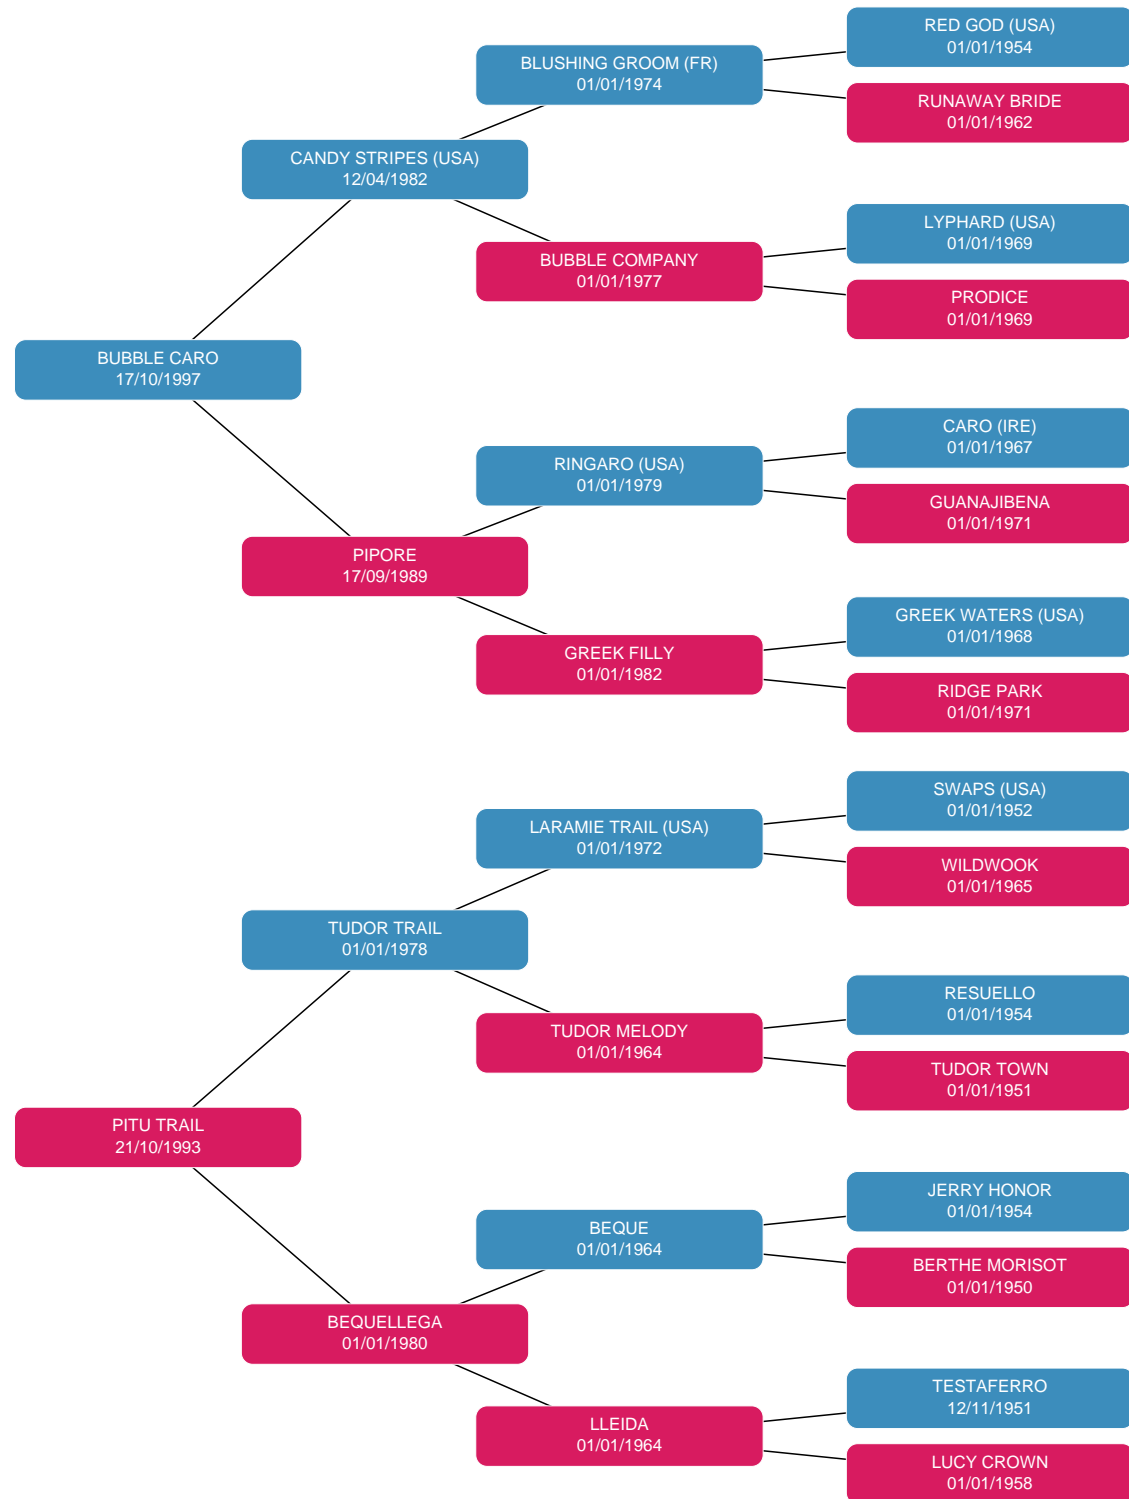 RED GOD (USA)
01/01/1954
BLUSHING GROOM (FR)
01/01/1974
RUNAWAY BRIDE
01/01/1962
CANDY STRIPES (USA)
12/04/1982
LYPHARD (USA)
01/01/1969
BUBBLE COMPANY
01/01/1977
PRODICE
01/01/1969
BUBBLE CARO
17/10/1997
CARO (IRE)
01/01/1967
RINGARO (USA)
01/01/1979
GUANAJIBENA
01/01/1971
PIPORE
17/09/1989
GREEK WATERS (USA)
01/01/1968
GREEK FILLY
01/01/1982
RIDGE PARK
01/01/1971
SWAPS (USA)
01/01/1952
LARAMIE TRAIL (USA)
01/01/1972
WILDWOOK
01/01/1965
TUDOR TRAIL
01/01/1978
RESUELLO
01/01/1954
TUDOR MELODY
01/01/1964
TUDOR TOWN
01/01/1951
PITU TRAIL
21/10/1993
JERRY HONOR
01/01/1954
BEQUE
01/01/1964
BERTHE MORISOT
01/01/1950
BEQUELLEGA
01/01/1980
TESTAFERRO
12/11/1951
LLEIDA
01/01/1964
LUCY CROWN
01/01/1958